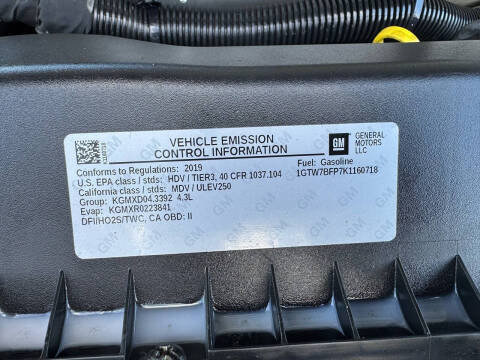 VEHICLE EMISSION
CONTROL INFORMATION
GM
GENERAL
MOTORS
LLC
Conforms to Regulations: 2019
Fuel: Gasoline
U.S. EPA class / stds: HDV / TIER3, 40 CFR 1037.104
1GTW7BFP7K1160718
California class / stds: MDV / ULEV250
Group: KGMXD04.3392 4.3L
Evap: KGMXR0223841
DFI/HO2S/TWC, CA OBD: II